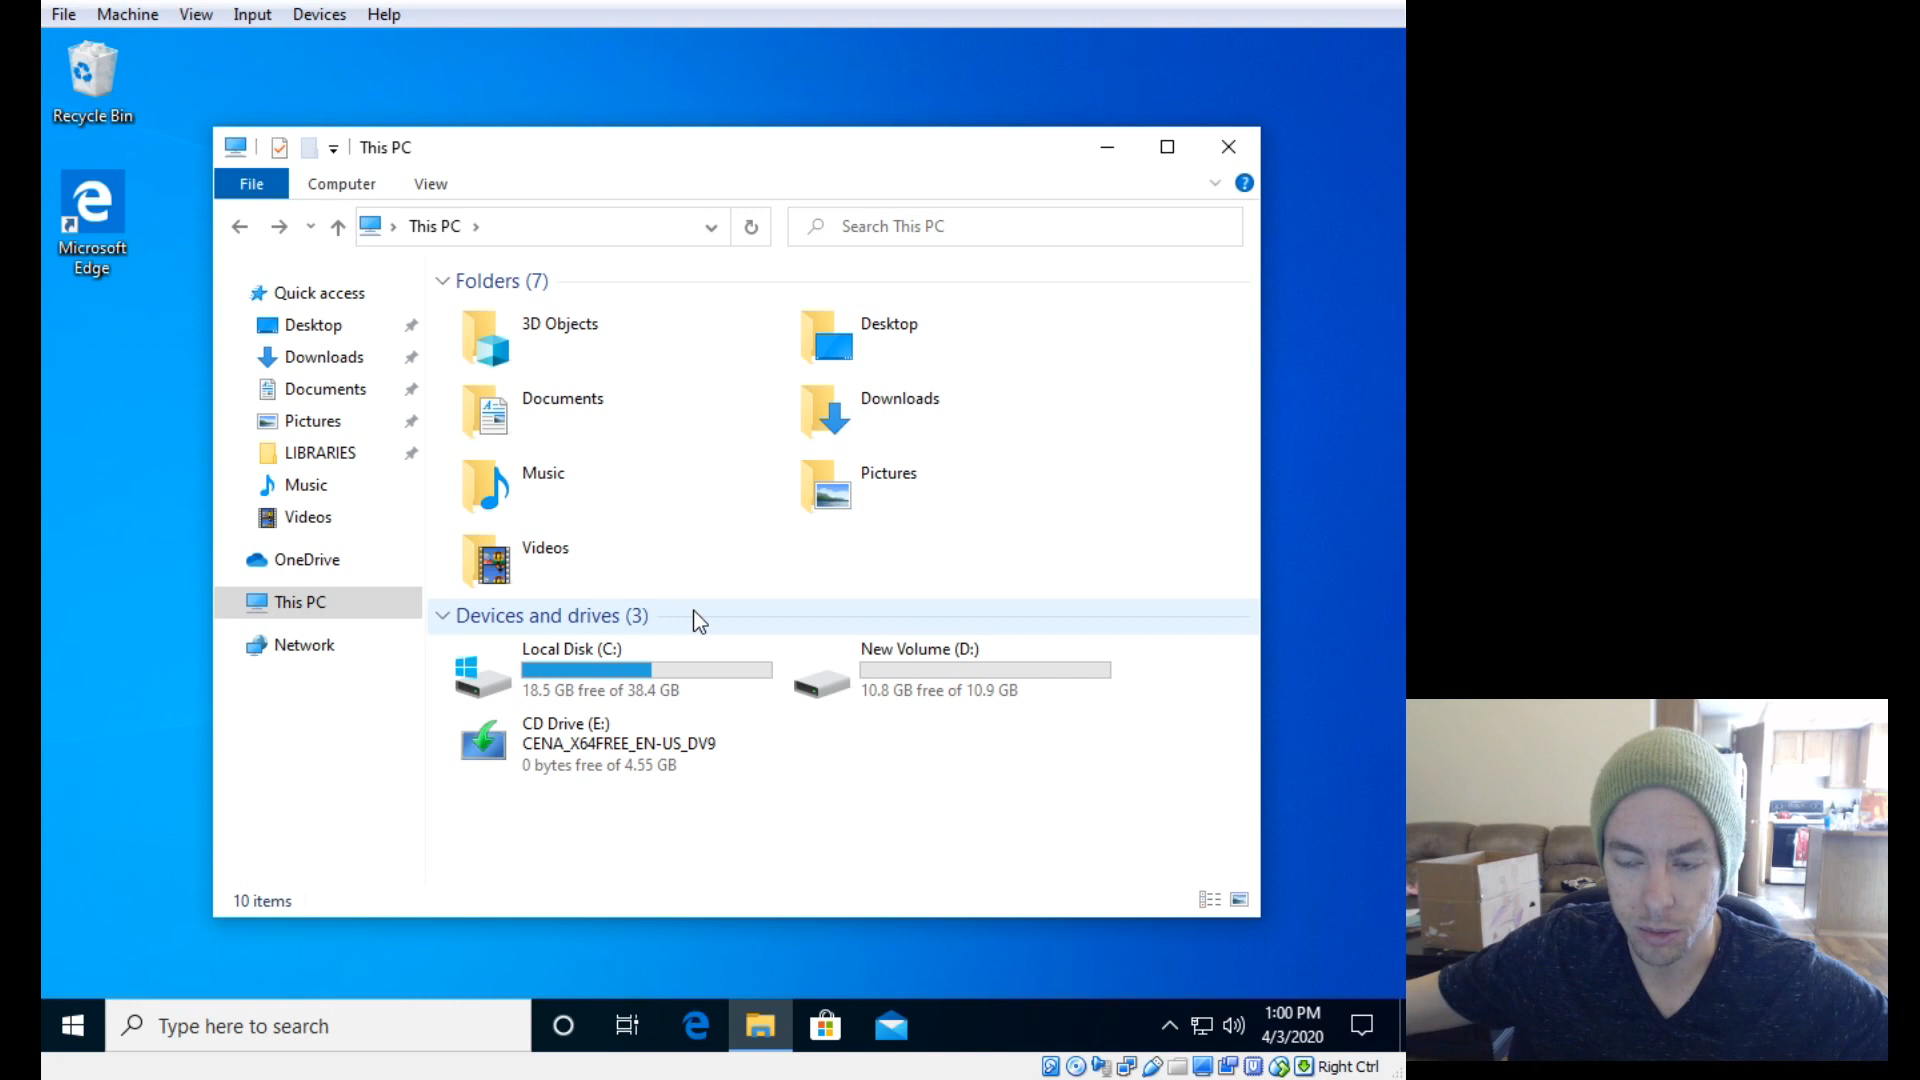 File Machine View Input Devices Help
Recycle Bin
Microsoft
Edge
This PC
File Computer View
This PC
Search This PC
Quick access
Desktop
Downloads
Documents
Pictures
LIBRARIES
Music
Videos
OneDrive
This PC
Network
Folders (7)
3D Objects
Desktop
Documents
Downloads
Music
Pictures
Videos
Devices and drives (3)
Local Disk (C:)
18.5 GB free of 38.4 GB
New Volume (D:)
10.8 GB free of 10.9 GB
CD Drive (E:)
CENA_X64FREE_EN-US_DV9
0 bytes free of 4.55 GB
10 items
Type here to search
1:00 PM
4/3/2020
Right Ctrl